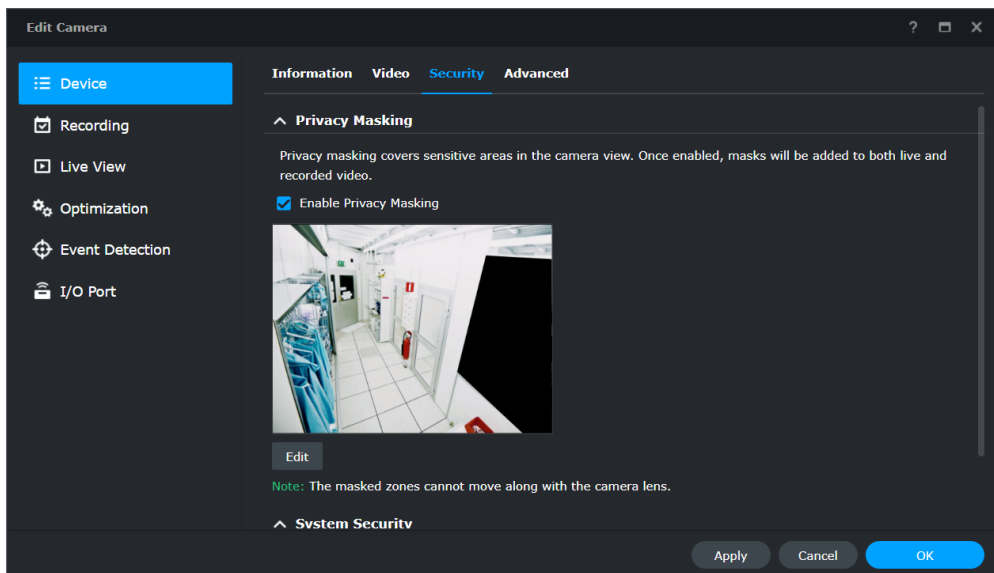 Edit Camera
?
Device
Recording
Live View
Optimization
Event Detection
I/O Port
Information Video Security Advanced
Privacy Masking
Privacy masking covers sensitive areas in the camera view. Once enabled, masks will be added to both live and
recorded video.
Enable Privacy Masking
Edit
Note: The masked zones cannot move along with the camera lens.
System Security
Apply Cancel OK